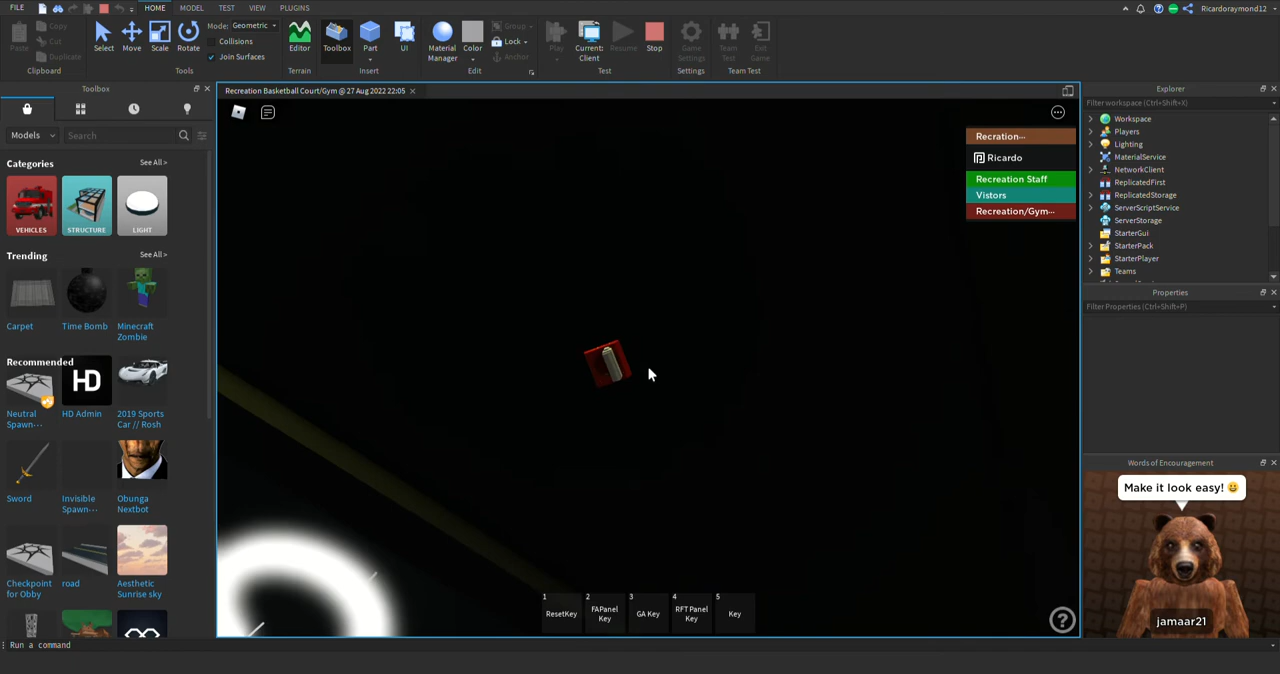 FILE HOME MODEL TEST VIEW PLUGINS Ricardoraymond12
Paste Copy Cut Duplicate Clipboard
Select Move Scale Rotate Mode: Geometric Collisions Join Surfaces Tools
Editor Terrain
Toolbox Part UI Insert
Material Manager Color Group Lock Anchor Edit
Play Current: Client Resume Stop Test
Game Settings Settings
Team Test Exit Game Team Test
Toolbox
Models Search
Categories See All >
VEHICLES STRUCTURE LIGHT
Trending See All >
Carpet Time Bomb Minecraft Zombie
Recommended
HD
Neutral Spawn··· HD Admin 2019 Sports Car // Rosh
Sword Invisible Spawn··· Obunga Nextbot
Checkpoint for Obby road Aesthetic Sunrise sky
Recreation Basketball Court/Gym @ 27 Aug 2022 22:05
Recration···
Ricardo
Recreation Staff
Vistors
Recreation/Gym···
1 ResetKey
2 FAPanel Key
3 GA Key
4 RFT Panel Key
5 Key
?
Explorer
Filter workspace (Ctrl+Shift+X)
Workspace
Players
Lighting
MaterialService
NetworkClient
ReplicatedFirst
ReplicatedStorage
ServerScriptService
ServerStorage
StarterGui
StarterPack
StarterPlayer
Teams
Properties
Filter Properties (Ctrl+Shift+P)
Words of Encouragement
Make it look easy! 😀
jamaar21
Run a command